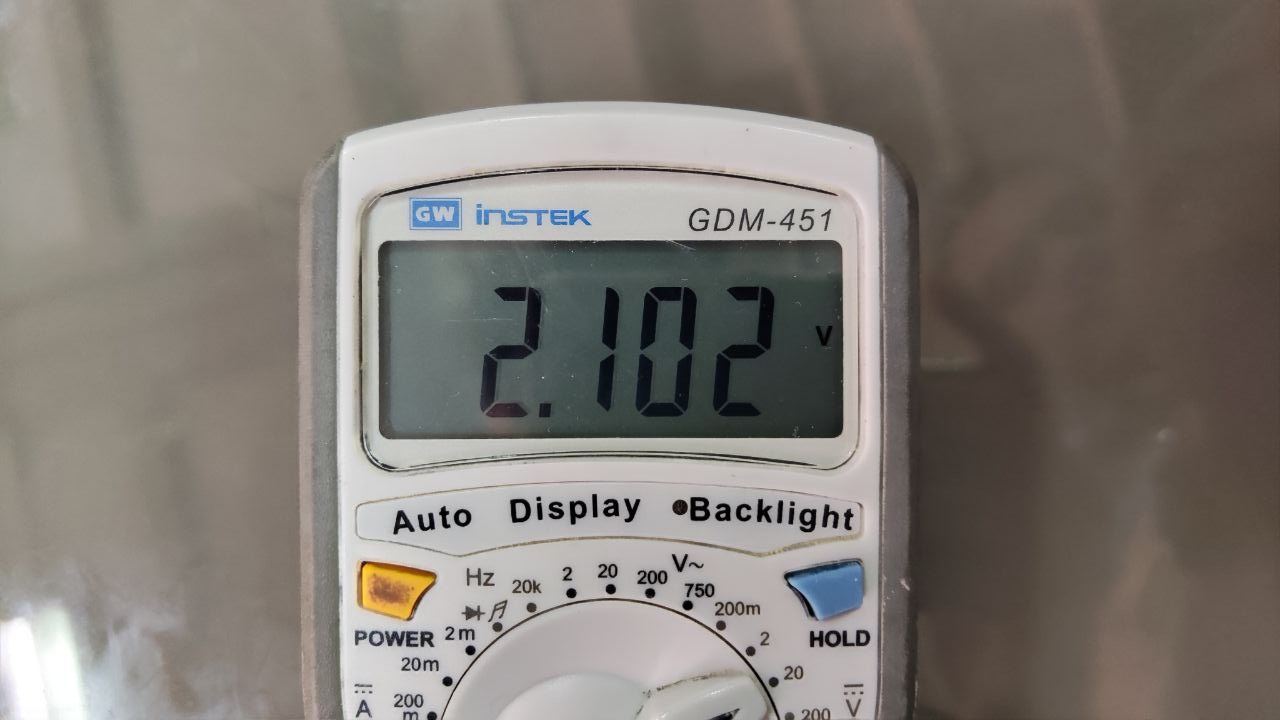 GW INSTEK GDM-451
2.102 V
Auto Display Backlight
Hz 20k 2 20 200 V~ 750
200m
POWER 2m 2 HOLD
20m 20
A 200m 200 V